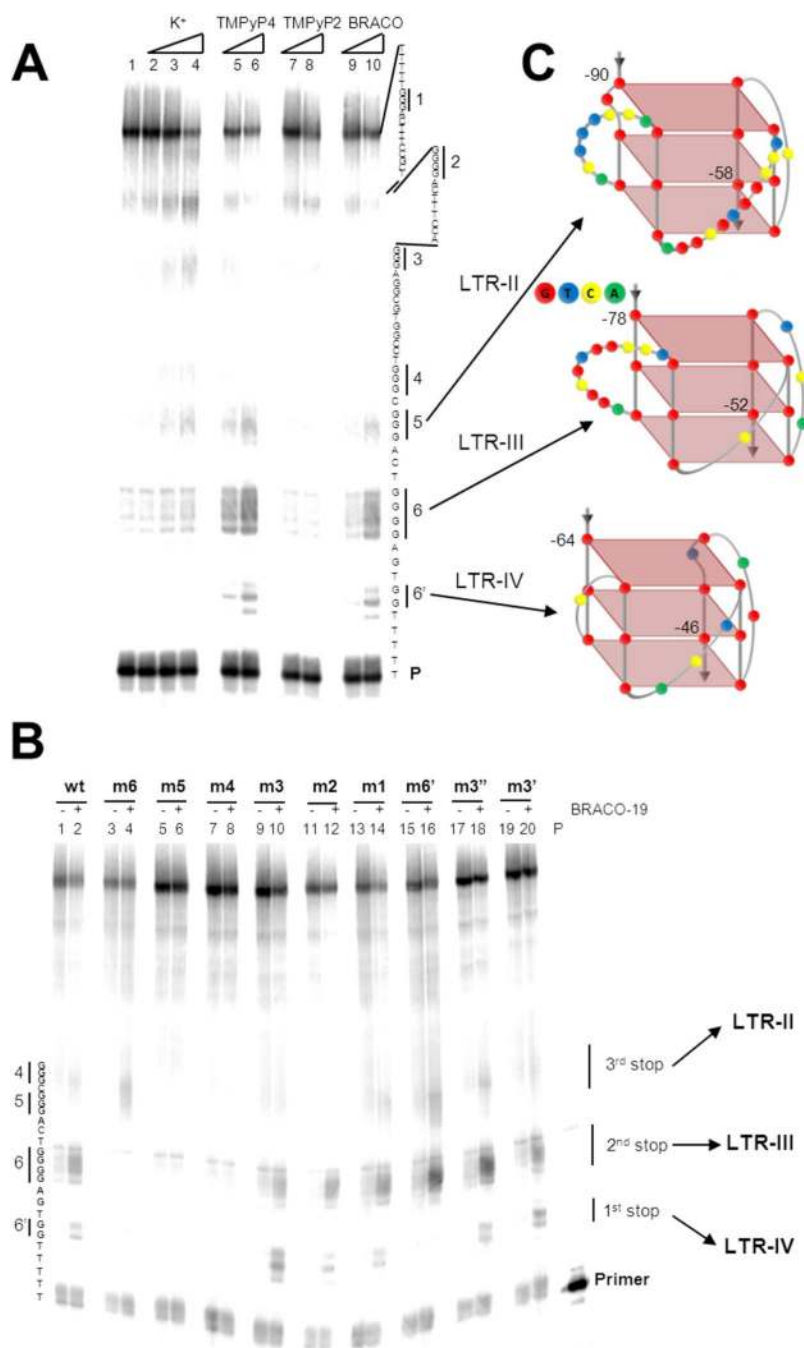 A
K⁺ TMPyP4 TMPyP2 BRACO
1 2 3 4 5 6 7 8 9 10
1
2
3
4
5
6
6'
P
GGGCGGGACTGGGGAGTGGTTTTT
LTR-II
LTR-III
LTR-IV
C
-90
-58
G T C A
-78
-52
-64
-46
B
wt m6 m5 m4 m3 m2 m1 m6' m3" m3'
- + - + - + - + - + - + - + - + - + - + BRACO-19
1 2 3 4 5 6 7 8 9 10 11 12 13 14 15 16 17 18 19 20 P
4
5
6
6'
GGGCGGGACTGGGGAGTGGTTTTT
3rd stop
LTR-II
2nd stop
LTR-III
1st stop
LTR-IV
Primer